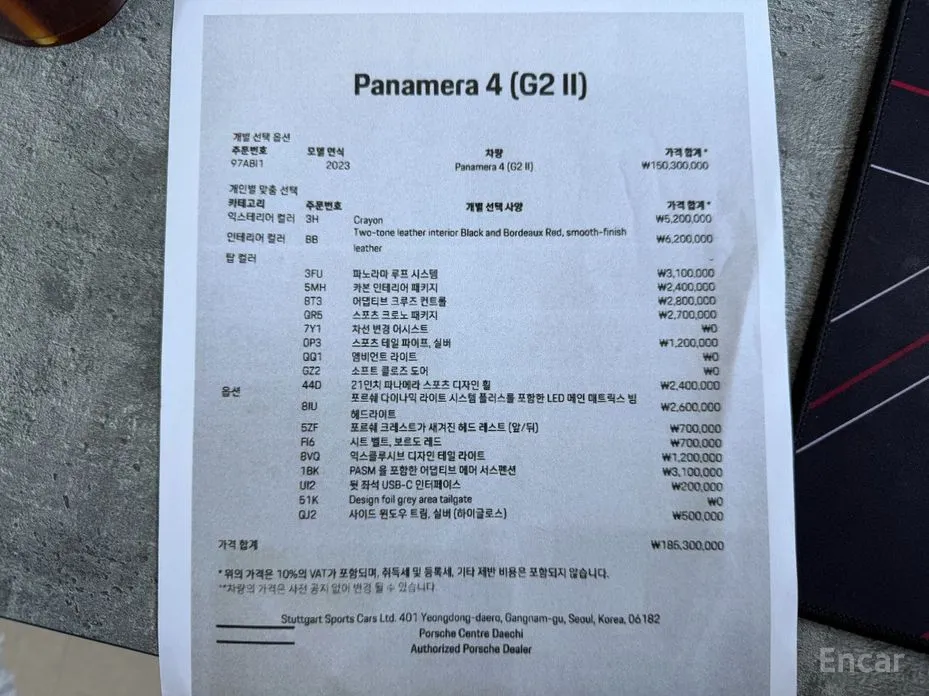 Panamera 4 (G2 II)
개별 선택 옵션
주문번호 모델 연식 차량 가격 합계 *
97ABI1 2023 Panamera 4 (G2 II) ₩150,300,000
개인별 맞춤 선택
카테고리 주문번호 개별 선택 사양 가격 합계 *
익스테리어 컬러 3H Crayon ₩5,200,000
인테리어 컬러 BB Two-tone leather interior Black and Bordeaux Red, smooth-finish leather ₩6,200,000
탑 컬러 -
옵션
3FU 파노라마 루프 시스템 ₩3,100,000
5MH 카본 인테리어 패키지 ₩2,400,000
8T3 어댑티브 크루즈 컨트롤 ₩2,800,000
QR5 스포츠 크로노 패키지 ₩2,700,000
7Y1 차선 변경 어시스트 ₩0
0P3 스포츠 테일 파이프, 실버 ₩1,200,000
QQ1 앰비언트 라이트 ₩0
GZ2 소프트 클로즈 도어 ₩0
44D 21인치 파나메라 스포츠 디자인 휠 ₩2,400,000
8IU 포르쉐 다이나믹 라이트 시스템 플러스를 포함한 LED 메인 매트릭스 빔 헤드라이트 ₩2,600,000
5ZF 포르쉐 크레스트가 새겨진 헤드 레스트 (앞/뒤) ₩700,000
FI6 시트 벨트, 보르도 레드 ₩700,000
8VQ 익스클루시브 디자인 테일 라이트 ₩1,200,000
1BK PASM 을 포함한 어댑티브 에어 서스펜션 ₩3,100,000
UI2 뒷 좌석 USB-C 인터페이스 ₩200,000
51K Design foil grey area tailgate ₩0
QJ2 사이드 윈도우 트림, 실버 (하이글로스) ₩500,000
가격 합계 ₩185,300,000
* 위의 가격은 10%의 VAT가 포함되며, 취득세 및 등록세, 기타 제반 비용은 포함되지 않습니다.
**차량의 가격은 사전 공지 없이 변경 될 수 있습니다.
Stuttgart Sports Cars Ltd. 401 Yeongdong-daero, Gangnam-gu, Seoul, Korea, 06182
Porsche Centre Daechi
Authorized Porsche Dealer
Encar